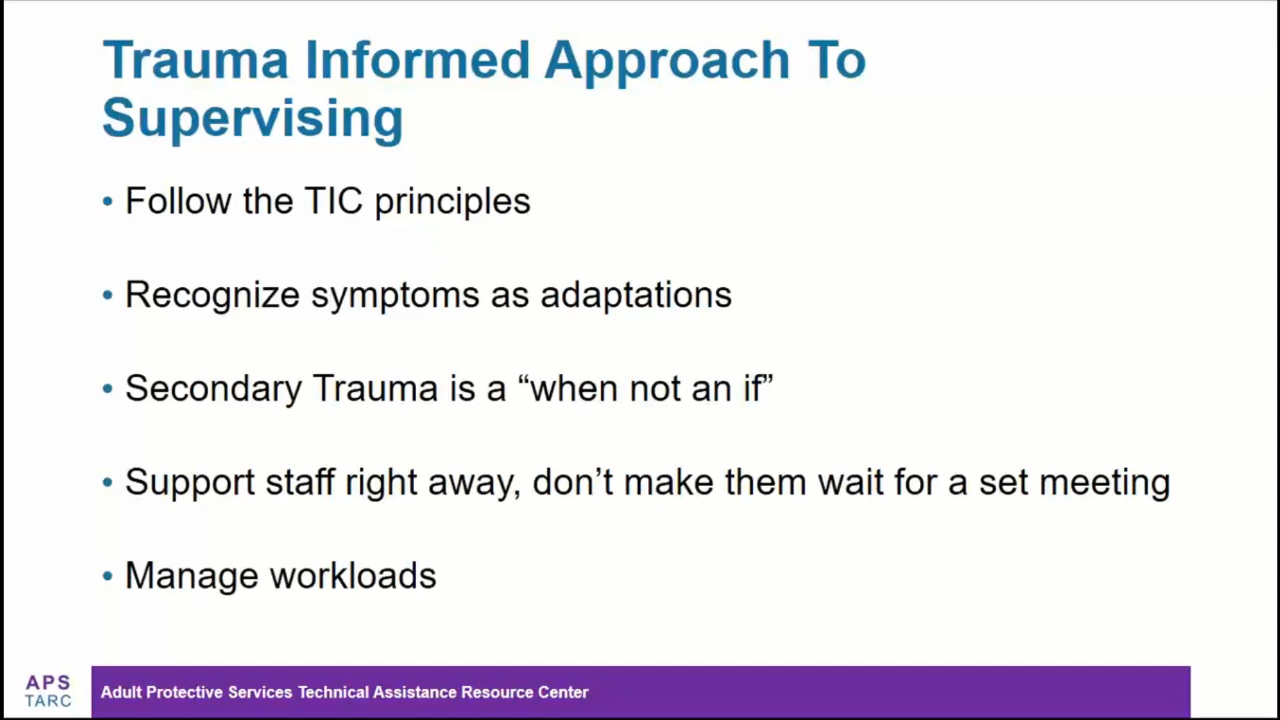 Trauma Informed Approach To
Supervising
• Follow the TIC principles
• Recognize symptoms as adaptations
• Secondary Trauma is a “when not an if”
• Support staff right away, don’t make them wait for a set meeting
• Manage workloads
APS
TARC
Adult Protective Services Technical Assistance Resource Center